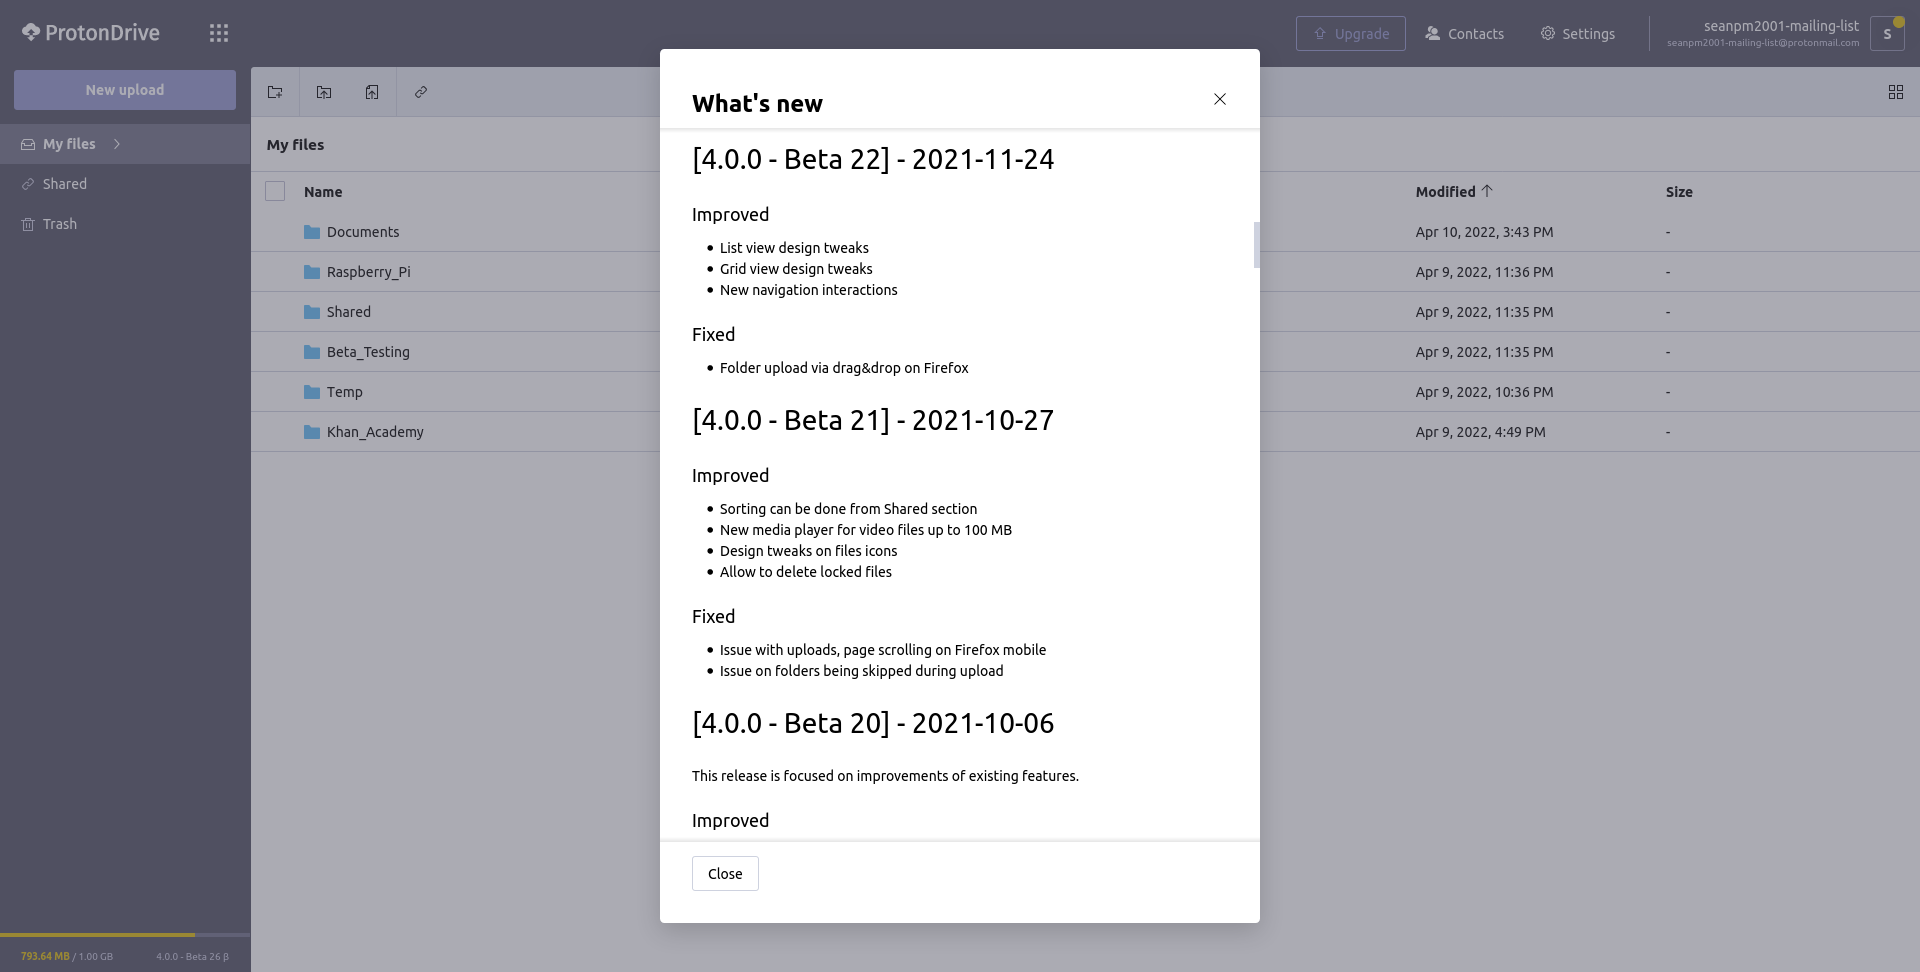 ProtonDrive
Upgrade
Contacts
Settings
seanpm2001-mailing-list
seanpm2001-mailing-list@protonmail.com
S
New upload
My files
Shared
Trash
My files
Name
Modified
Size
Documents
Apr 10, 2022, 3:43 PM
-
Raspberry_Pi
Apr 9, 2022, 11:36 PM
-
Shared
Apr 9, 2022, 11:35 PM
-
Beta_Testing
Apr 9, 2022, 11:35 PM
-
Temp
Apr 9, 2022, 10:36 PM
-
Khan_Academy
Apr 9, 2022, 4:49 PM
-
What's new
[4.0.0 - Beta 22] - 2021-11-24
Improved
• List view design tweaks
• Grid view design tweaks
• New navigation interactions
Fixed
• Folder upload via drag&drop on Firefox
[4.0.0 - Beta 21] - 2021-10-27
Improved
• Sorting can be done from Shared section
• New media player for video files up to 100 MB
• Design tweaks on files icons
• Allow to delete locked files
Fixed
• Issue with uploads, page scrolling on Firefox mobile
• Issue on folders being skipped during upload
[4.0.0 - Beta 20] - 2021-10-06
This release is focused on improvements of existing features.
Improved
Close
793.64 MB / 1.00 GB
4.0.0 - Beta 26 β